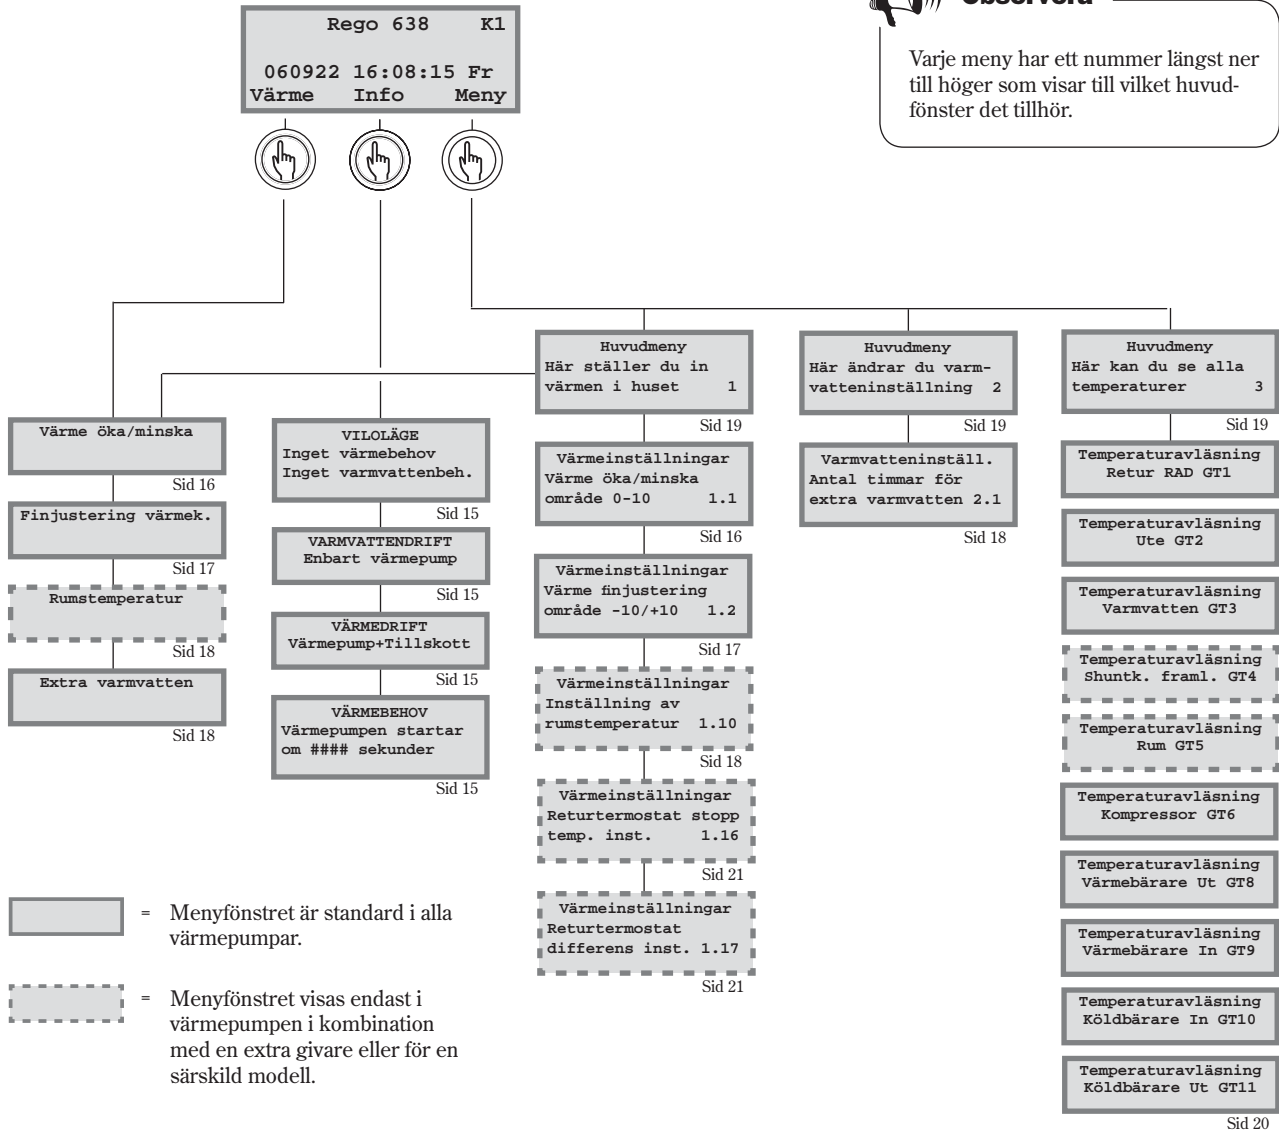 Rego 638 K1
060922 16:08:15 Fr
Värme Info Meny
Observera
Varje meny har ett nummer längst ner
till höger som visar till vilket huvud-
fönster det tillhör.
Värme öka/minska
Sid 16
Finjustering värmek.
Sid 17
Rumstemperatur
Sid 18
Extra varmvatten
Sid 18
VILOLÄGE
Inget värmebehov
Inget varmvattenbeh.
Sid 15
VARMVATTENDRIFT
Enbart värmepump
Sid 15
VÄRMEDRIFT
Värmepump+Tillskott
Sid 15
VÄRMEBEHOV
Värmepumpen startar
om #### sekunder
Sid 15
Huvudmeny
Här ställer du in
värmen i huset 1
Sid 19
Värmeinställningar
Värme öka/minska
område 0-10 1.1
Sid 16
Värmeinställningar
Värme finjustering
område -10/+10 1.2
Sid 17
Värmeinställningar
Inställning av
rumstemperatur 1.10
Sid 18
Värmeinställningar
Returtermostat stopp
temp. inst. 1.16
Sid 21
Värmeinställningar
Returtermostat
differens inst. 1.17
Sid 21
Huvudmeny
Här ändrar du varm-
vatteninställning 2
Sid 19
Varmvatteninställ.
Antal timmar för
extra varmvatten 2.1
Sid 18
Huvudmeny
Här kan du se alla
temperaturer 3
Sid 19
Temperaturavläsning
Retur RAD GT1
Temperaturavläsning
Ute GT2
Temperaturavläsning
Varmvatten GT3
Temperaturavläsning
Shuntk. framl. GT4
Temperaturavläsning
Rum GT5
Temperaturavläsning
Kompressor GT6
Temperaturavläsning
Värmebärare Ut GT8
Temperaturavläsning
Värmebärare In GT9
Temperaturavläsning
Köldbärare In GT10
Temperaturavläsning
Köldbärare Ut GT11
Sid 20
= Menyfönstret är standard i alla
värmepumpar.
= Menyfönstret visas endast i
värmepumpen i kombination
med en extra givare eller för en
särskild modell.